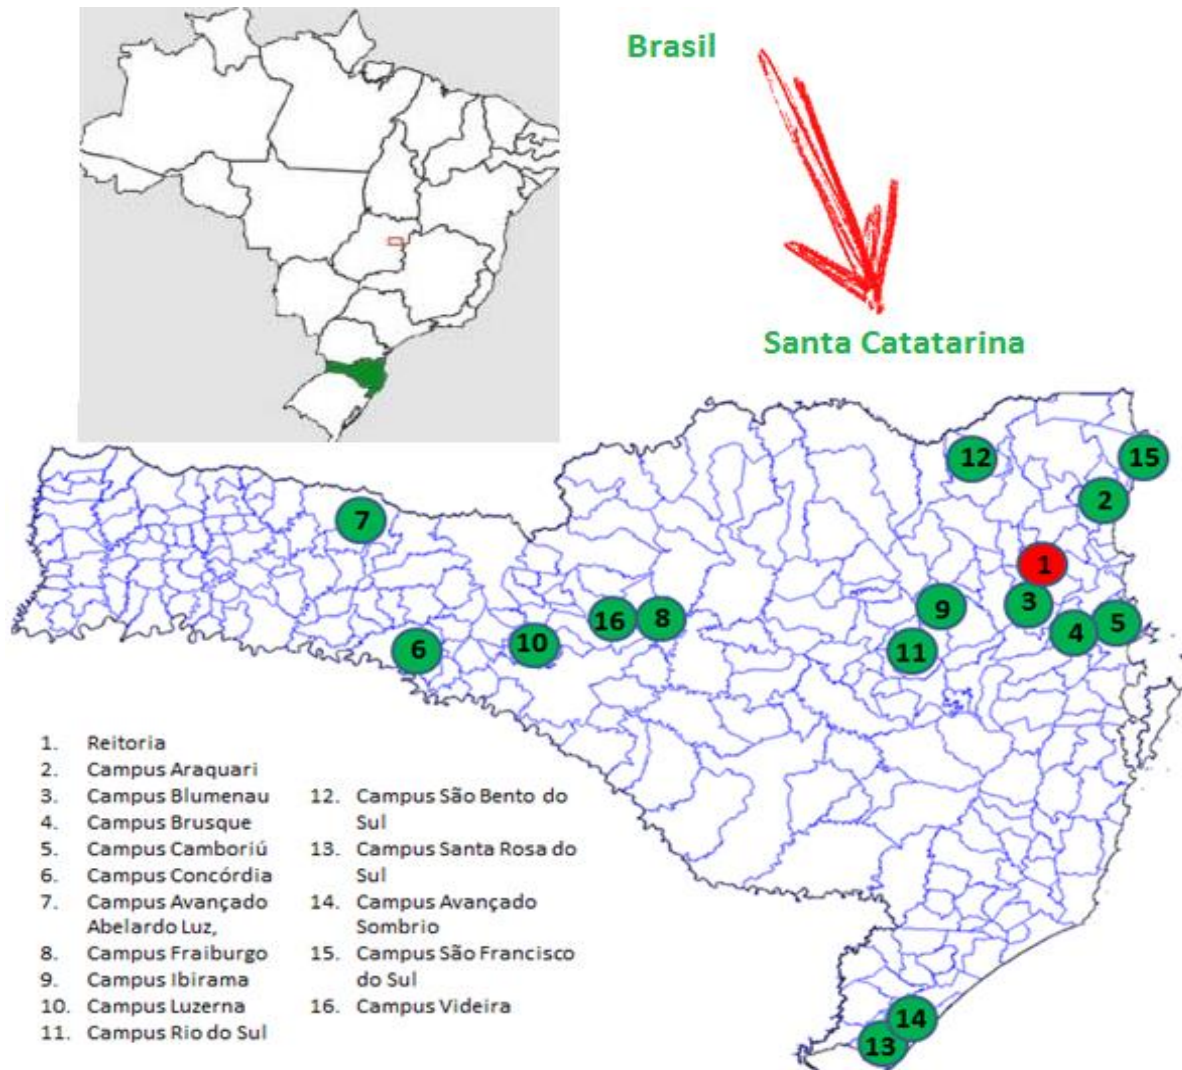 Brasil
Santa Catatarina
12
15
7
2
1
9
3
16
8
5
4
6
10
11
1. Reitoria
2. Campus Araquari
3. Campus Blumenau
4. Campus Brusque
5. Campus Camboriú
6. Campus Concórdia
7. Campus Avançado
Abelardo Luz,
8. Campus Fraiburgo
9. Campus Ibirama
10. Campus Luzerna
11. Campus Rio do Sul
12. Campus São Bento do
Sul
13. Campus Santa Rosa do
Sul
14. Campus Avançado
Sombrio
15. Campus São Francisco
do Sul
16. Campus Videira
14
13